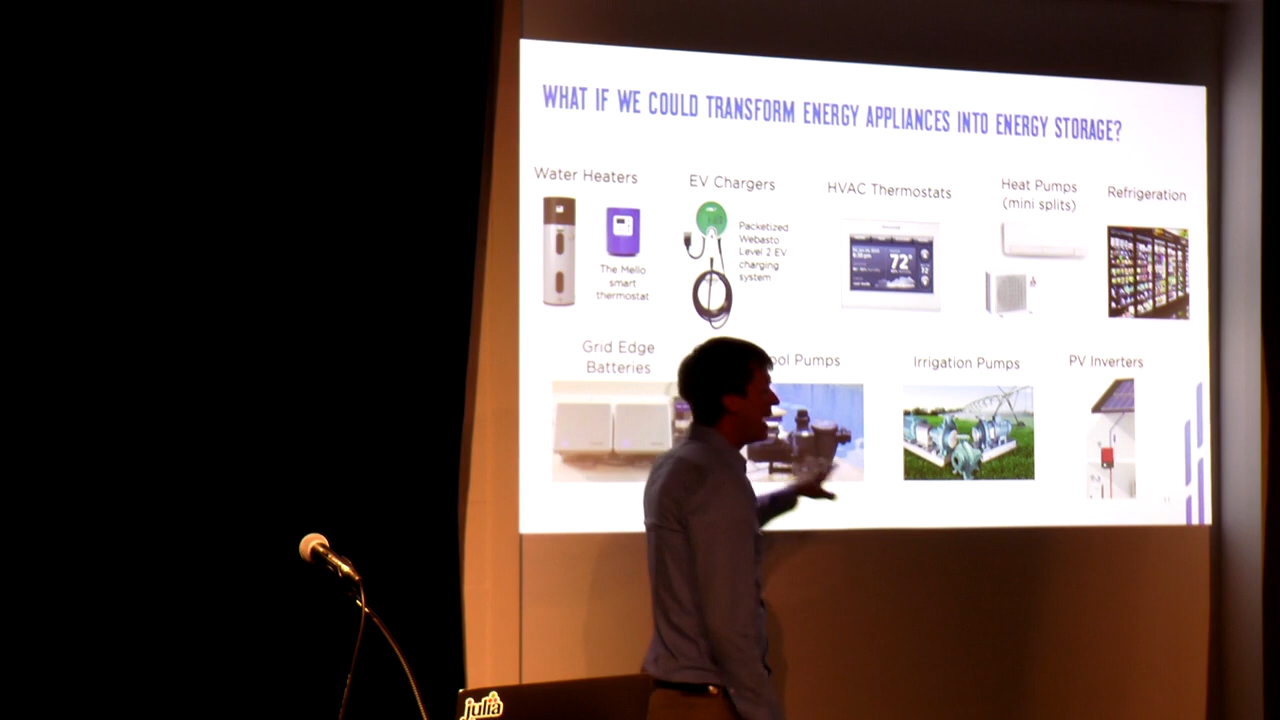 WHAT IF WE COULD TRANSFORM ENERGY APPLIANCES INTO ENERGY STORAGE?
Water Heaters
EV Chargers
HVAC Thermostats
Heat Pumps
(mini splits)
Refrigeration
The Mello
smart
thermostat
Packetized
Webasto
Level 2 EV
charging
system
72°
Grid Edge
Batteries
ool Pumps
Irrigation Pumps
PV Inverters
julia